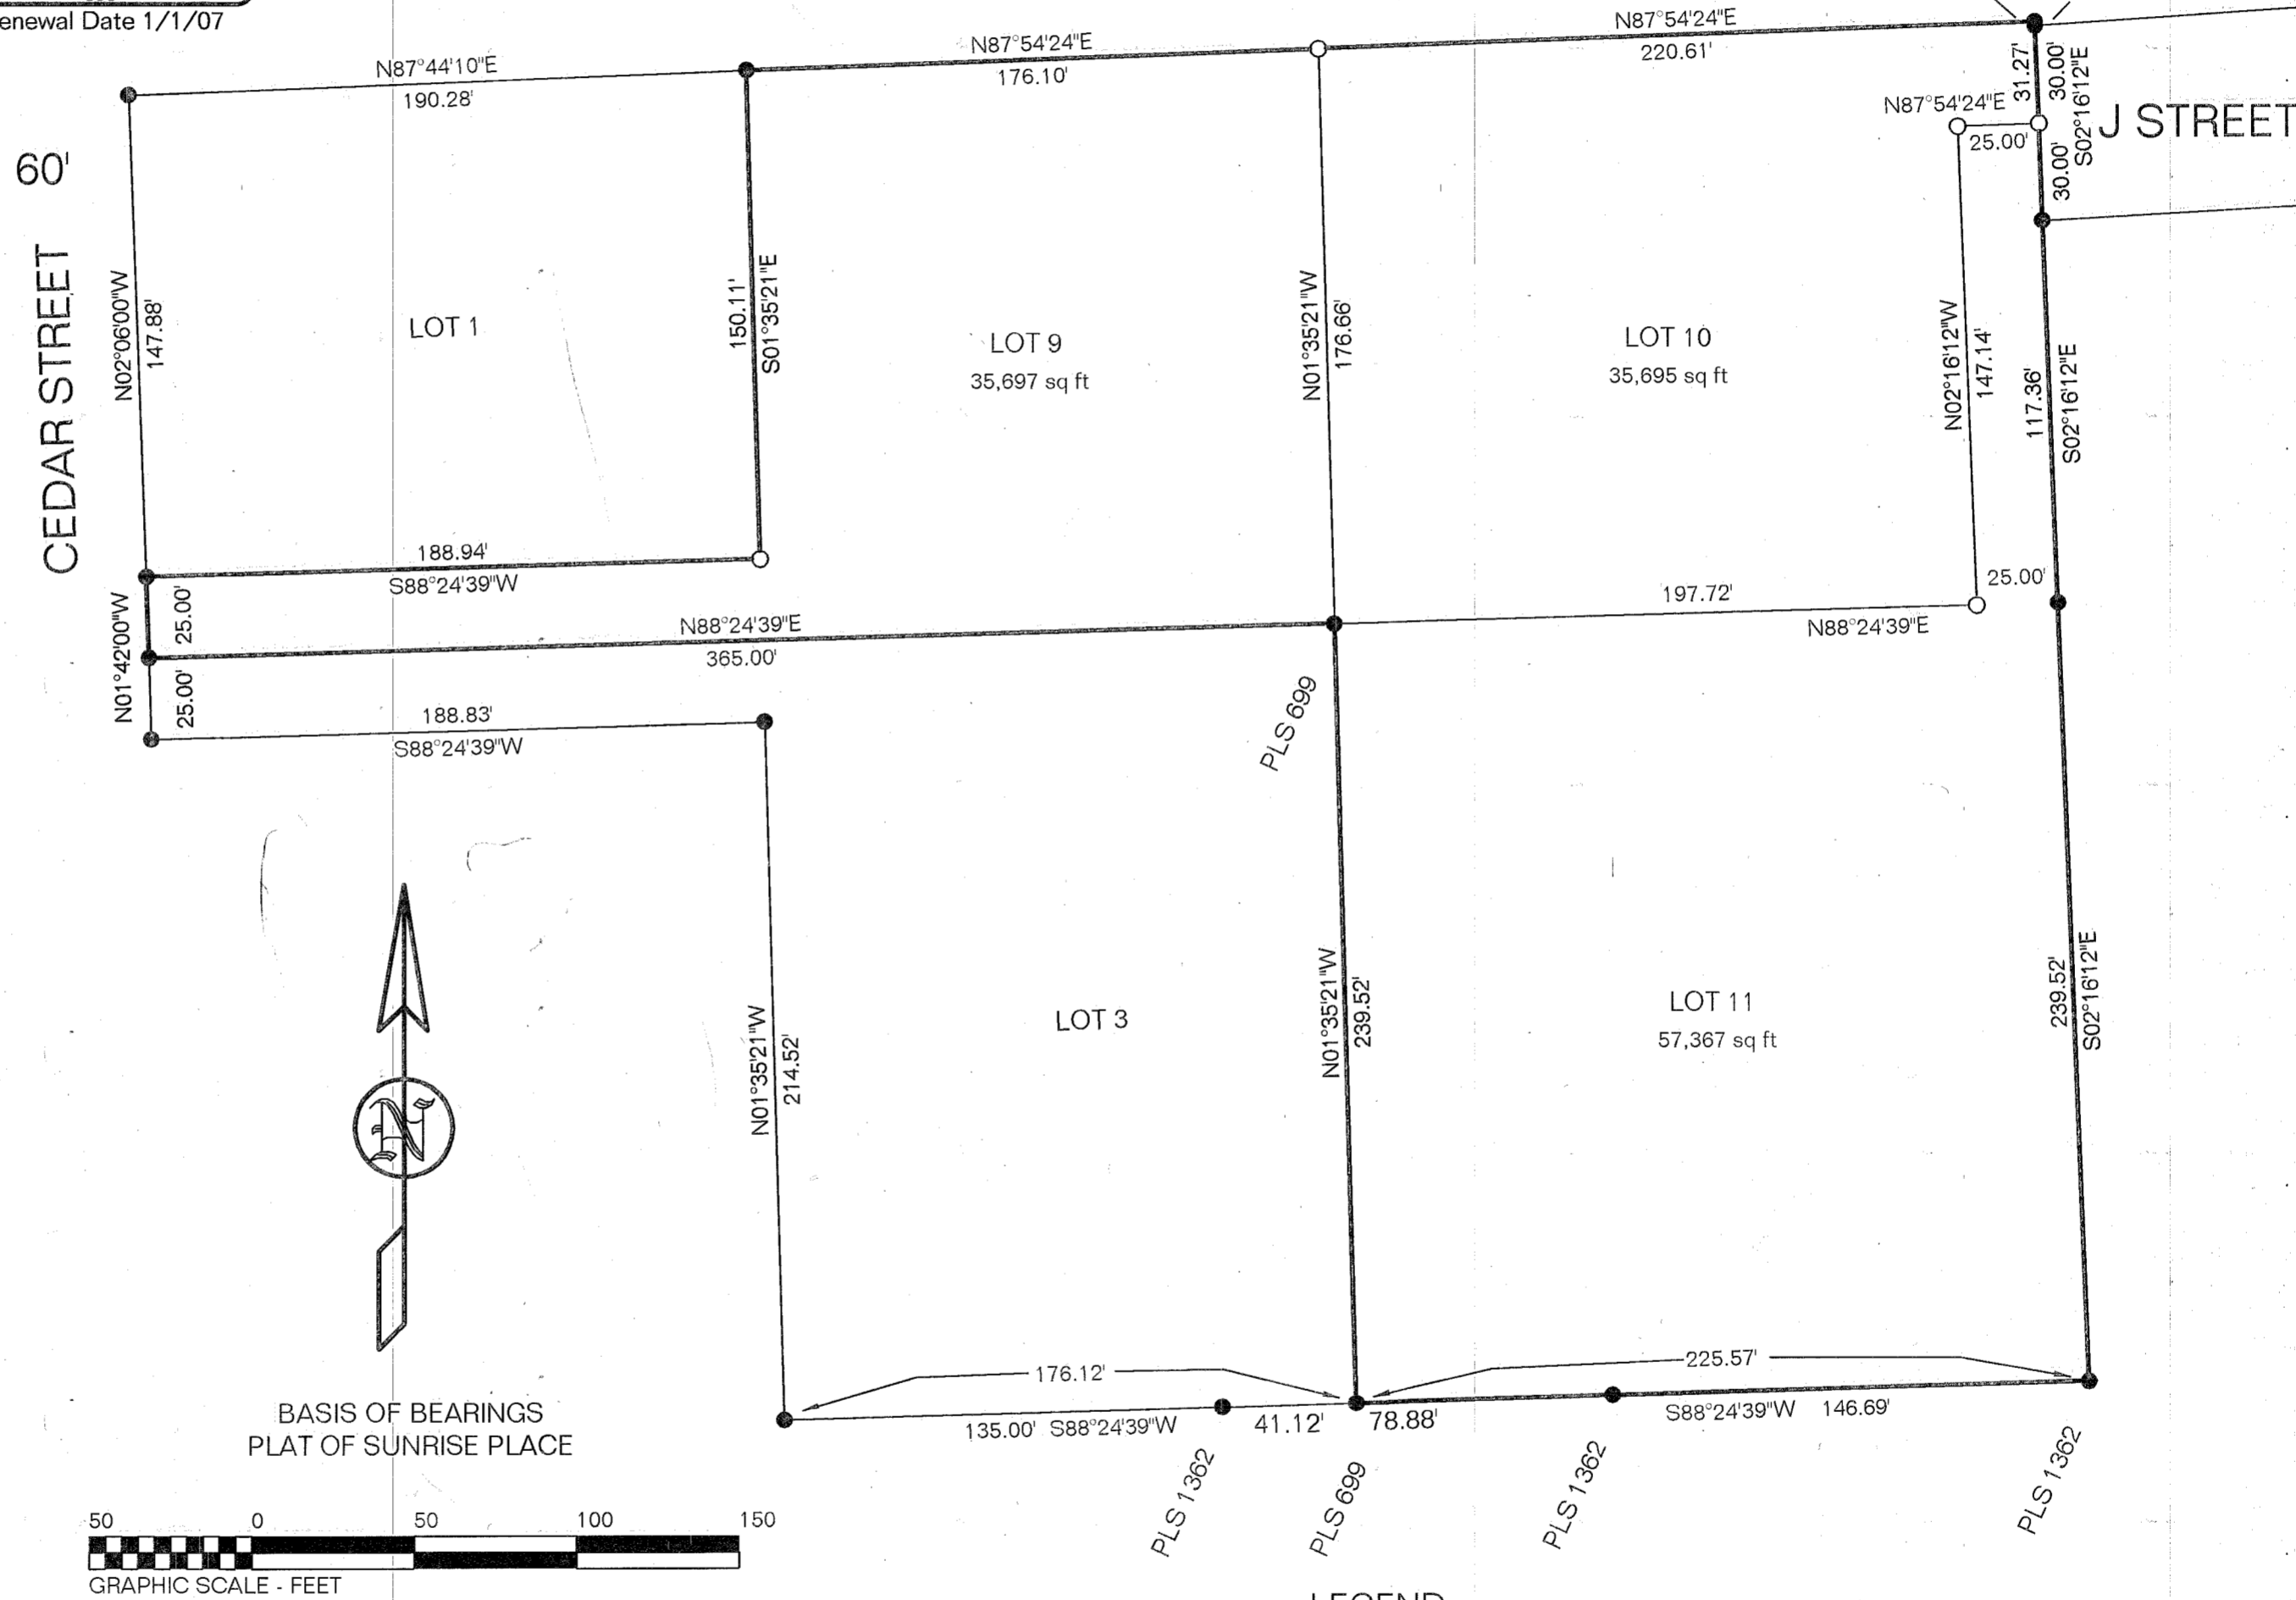 enewal Date 1/1/07
N87°44'10"E
190.28'
N87°54'24"E
176.10'
N87°54'24"E
220.61'
31.27'
30.00'
S02°16'12"E
N87°54'24"E
25.00'
30.00'
J STREET
60'
CEDAR STREET
N02°06'00"W
147.88'
LOT 1
150.11'
S01°35'21"E
LOT 9
35,697 sq ft
N01°35'21"W
176.66'
LOT 10
35,695 sq ft
N02°16'12"W
147.14'
117.36'
S02°16'12"E
188.94'
S88°24'39"W
N01°42'00"W
25.00'
25.00'
N88°24'39"E
365.00'
197.72'
N88°24'39"E
25.00'
188.83'
S88°24'39"W
PLS 699
N01°35'21"W
214.52'
LOT 3
N01°35'21"W
239.52'
LOT 11
57,367 sq ft
239.52'
S02°16'12"E
176.12'
225.57'
135.00' S88°24'39"W
41.12'
78.88'
S88°24'39"W 146.69'
PLS 1362
PLS 699
PLS 1362
PLS 1362
N
BASIS OF BEARINGS
PLAT OF SUNRISE PLACE
50 0 50 100 150
GRAPHIC SCALE - FEET
LEGEND